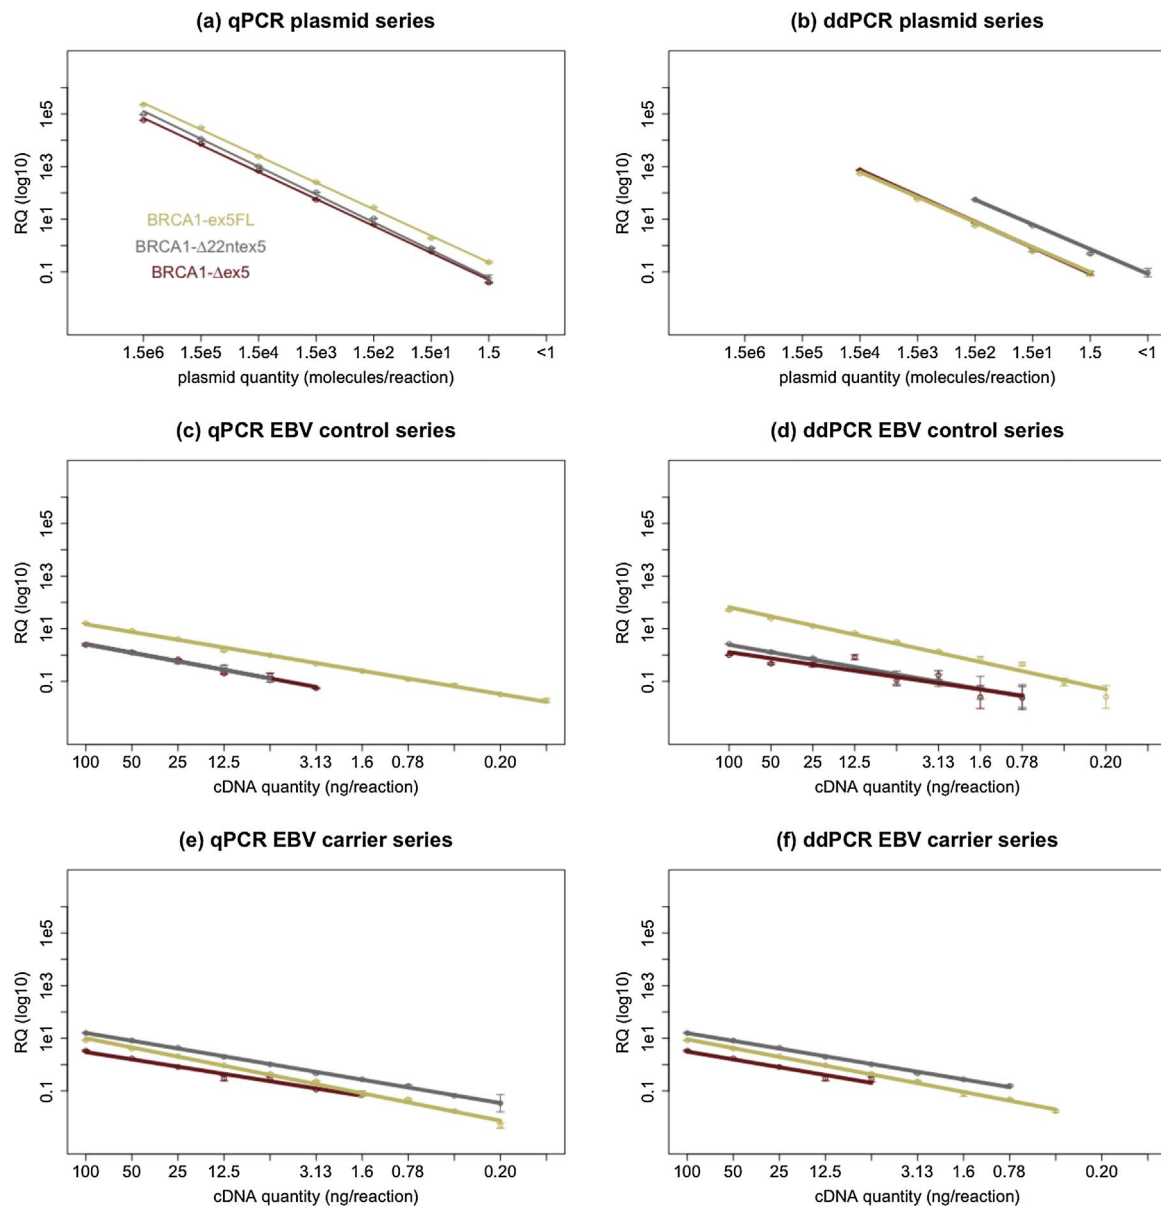 (a) qPCR plasmid series
RQ (log10)
1e5
1e3
1e1
0.1
BRCA1-ex5FL
BRCA1-Δ22ntex5
BRCA1-Δex5
1.5e6 1.5e5 1.5e4 1.5e3 1.5e2 1.5e1 1.5 <1
plasmid quantity (molecules/reaction)
(b) ddPCR plasmid series
RQ (log10)
1e5
1e3
1e1
0.1
1.5e6 1.5e5 1.5e4 1.5e3 1.5e2 1.5e1 1.5 <1
plasmid quantity (molecules/reaction)
(c) qPCR EBV control series
RQ (log10)
1e5
1e3
1e1
0.1
100 50 25 12.5 3.13 1.6 0.78 0.20
cDNA quantity (ng/reaction)
(d) ddPCR EBV control series
RQ (log10)
1e5
1e3
1e1
0.1
100 50 25 12.5 3.13 1.6 0.78 0.20
cDNA quantity (ng/reaction)
(e) qPCR EBV carrier series
RQ (log10)
1e5
1e3
1e1
0.1
100 50 25 12.5 3.13 1.6 0.78 0.20
cDNA quantity (ng/reaction)
(f) ddPCR EBV carrier series
RQ (log10)
1e5
1e3
1e1
0.1
100 50 25 12.5 3.13 1.6 0.78 0.20
cDNA quantity (ng/reaction)